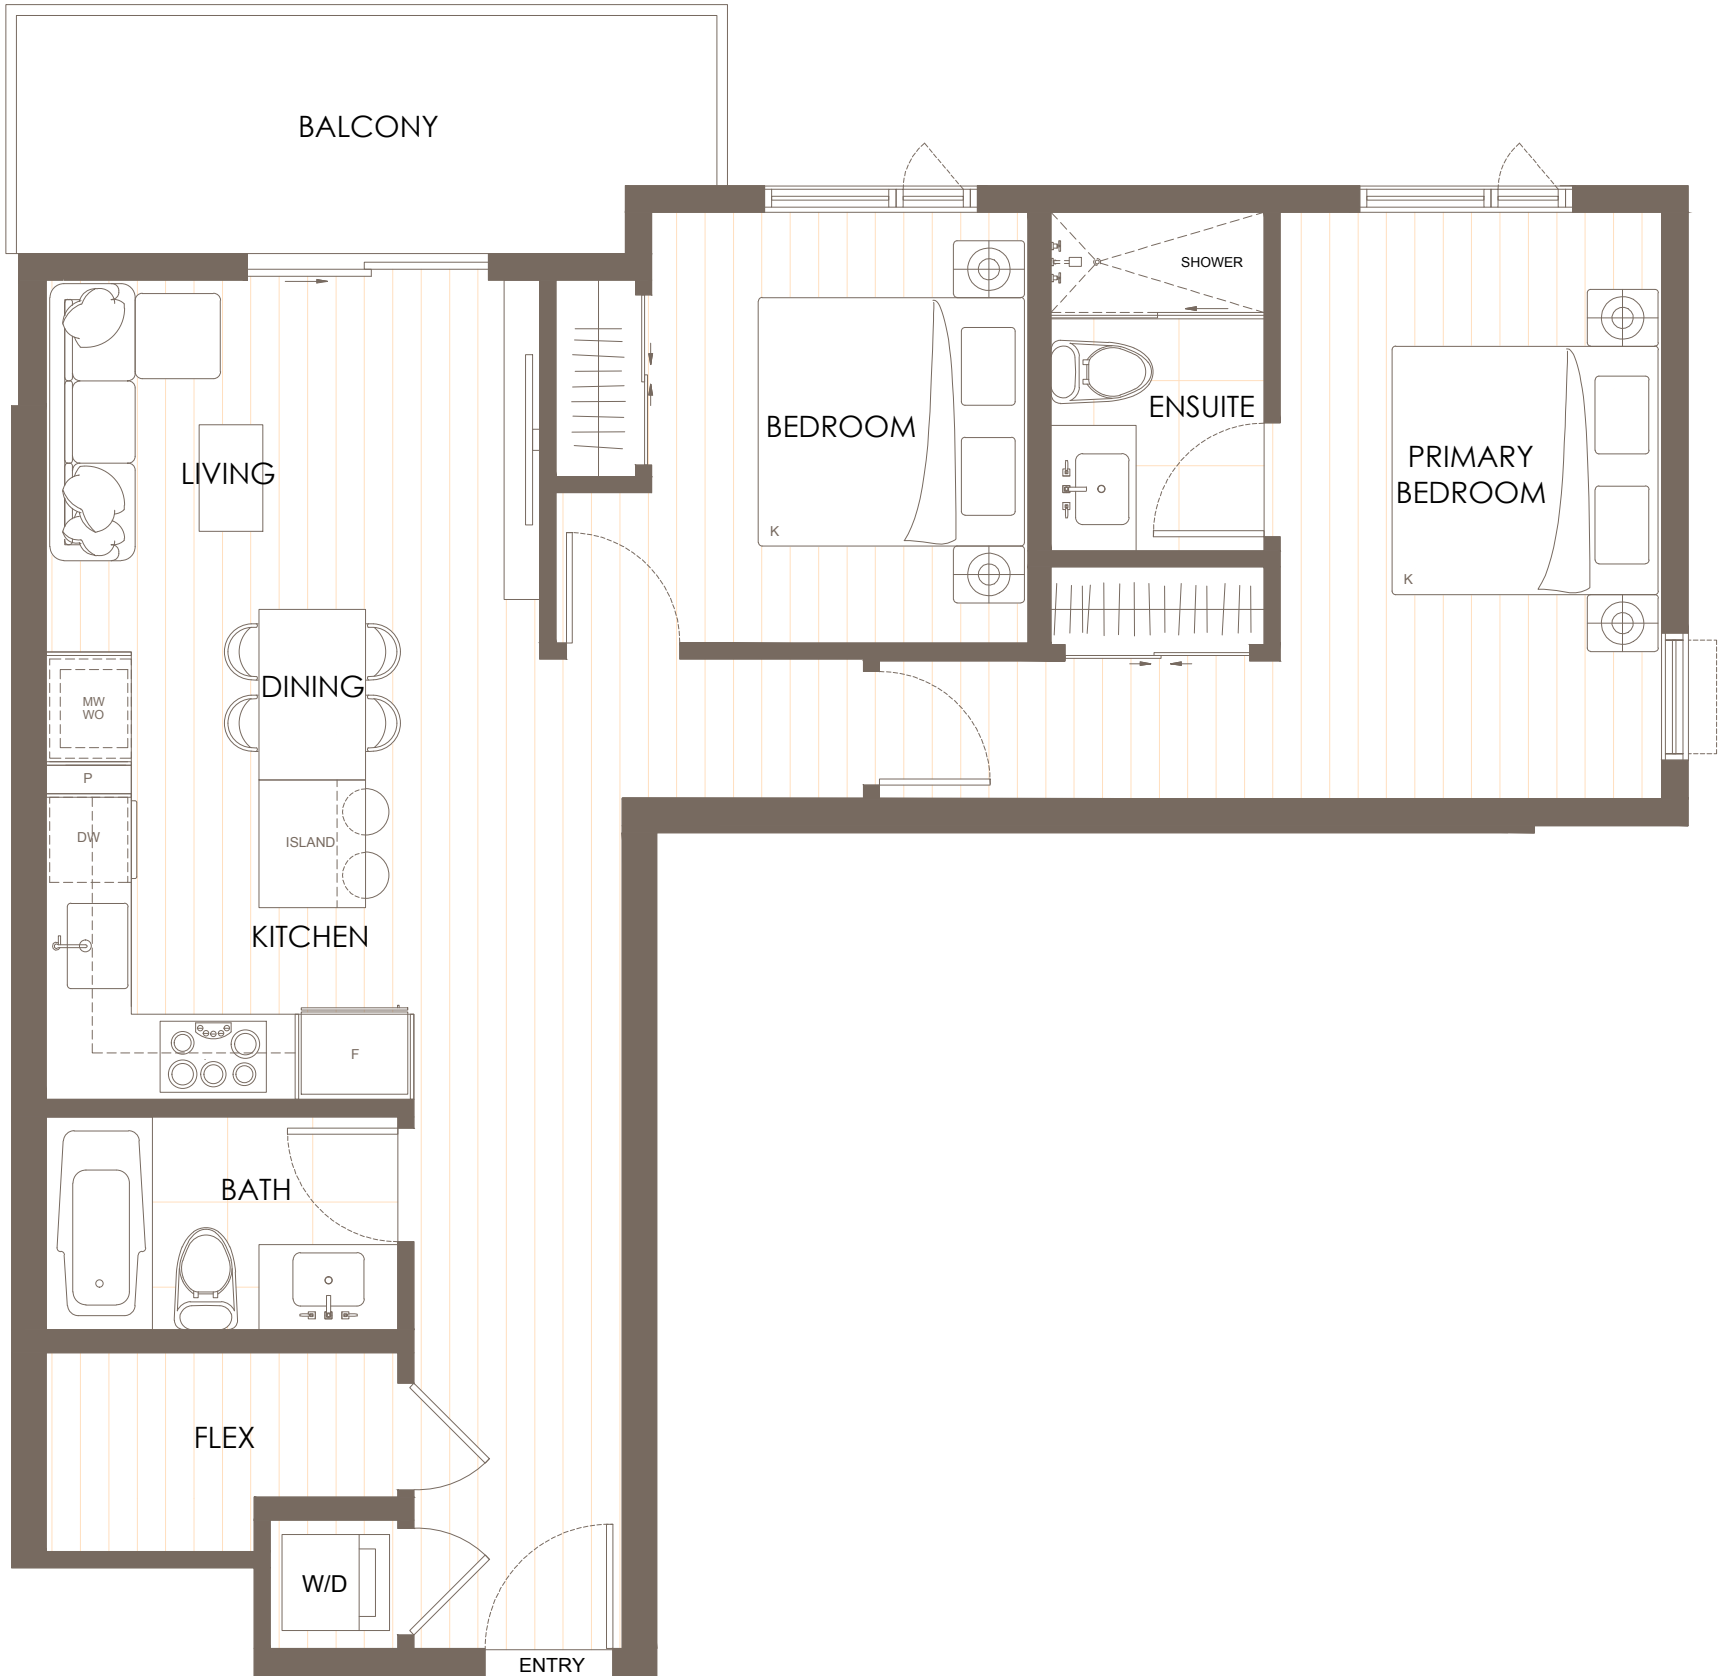 BALCONY
SHOWER
ENSUITE
BEDROOM
PRIMARY
BEDROOM
LIVING
K
K
DINING
MW
WO
P
DW
ISLAND
KITCHEN
F
BATH
FLEX
W/D
ENTRY